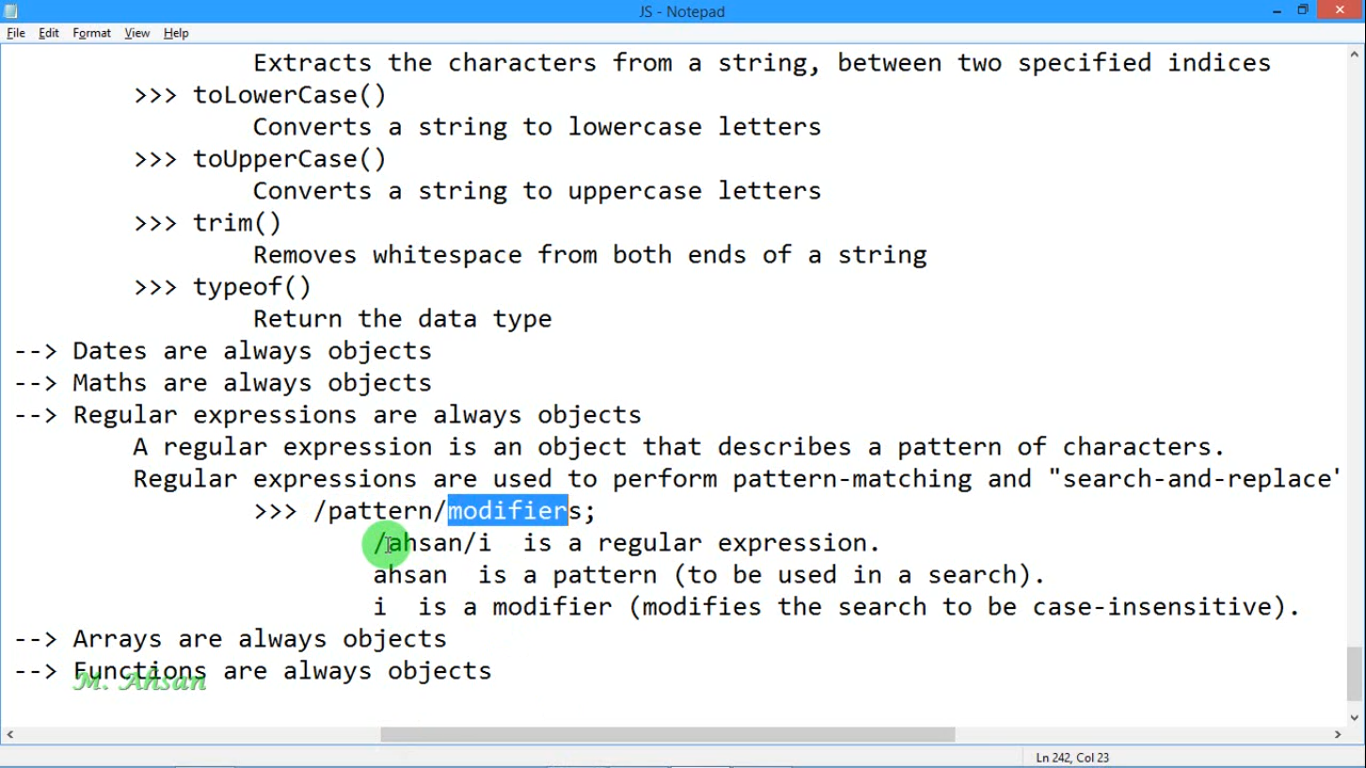 JS - Notepad
File Edit Format View Help
Extracts the characters from a string, between two specified indices
>>> toLowerCase()
Converts a string to lowercase letters
>>> toUpperCase()
Converts a string to uppercase letters
>>> trim()
Removes whitespace from both ends of a string
>>> typeof()
Return the data type
--> Dates are always objects
--> Maths are always objects
--> Regular expressions are always objects
A regular expression is an object that describes a pattern of characters.
Regular expressions are used to perform pattern-matching and "search-and-replace'
>>> /pattern/modifiers;
/ahsan/i is a regular expression.
ahsan is a pattern (to be used in a search).
i is a modifier (modifies the search to be case-insensitive).
--> Arrays are always objects
--> Functions are always objects
M. Ahsan
Ln 242, Col 23